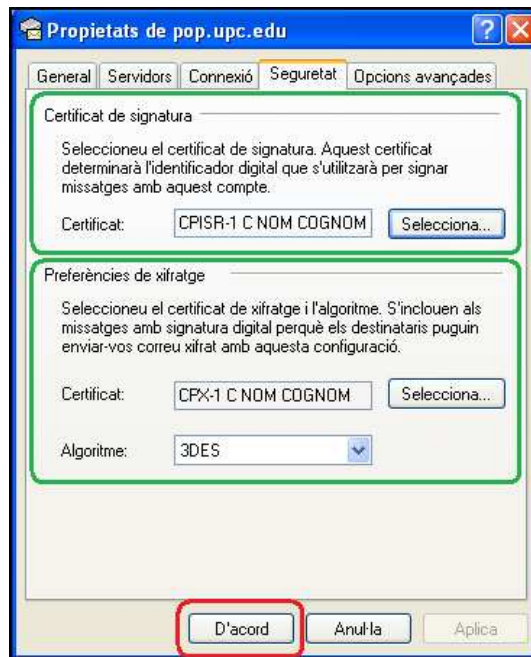 Propietats de pop.upc.edu
General Servidors Connexió Seguretat Opcions avançades
Certificat de signatura
Seleccioneu el certificat de signatura. Aquest certificat
determinarà l'identificador digital que s'utilitzarà per signar
missatges amb aquest compte.
Certificat: CPISR-1 C NOM COGNOM Selecciona...
Preferències de xifratge
Seleccioneu el certificat de xifratge i l'algoritme. S'inclouen als
missatges amb signatura digital perquè els destinataris puguin
enviar-vos correu xifrat amb aquesta configuració.
Certificat: CPX-1 C NOM COGNOM Selecciona...
Algoritme: 3DES
D'acord Anul·la Aplica